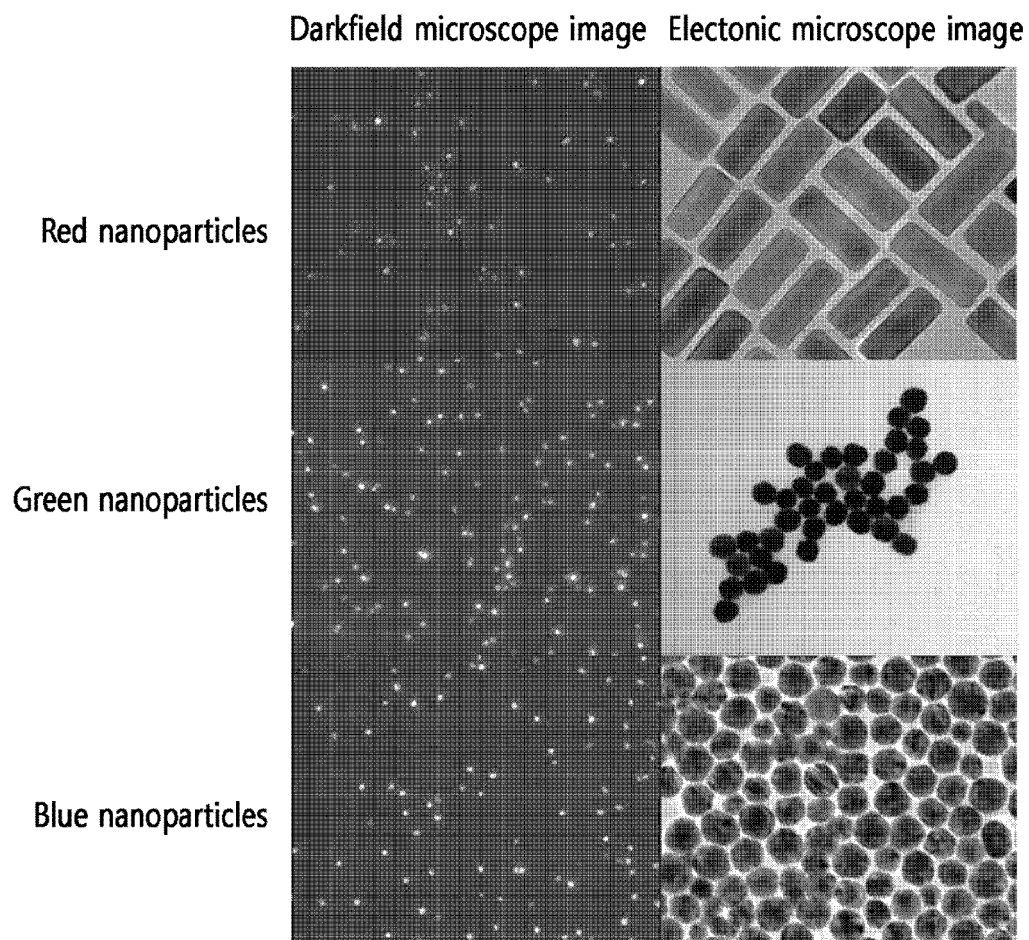 Darkfield microscope image Electonic microscope image
Red nanoparticles
Green nanoparticles
Blue nanoparticles